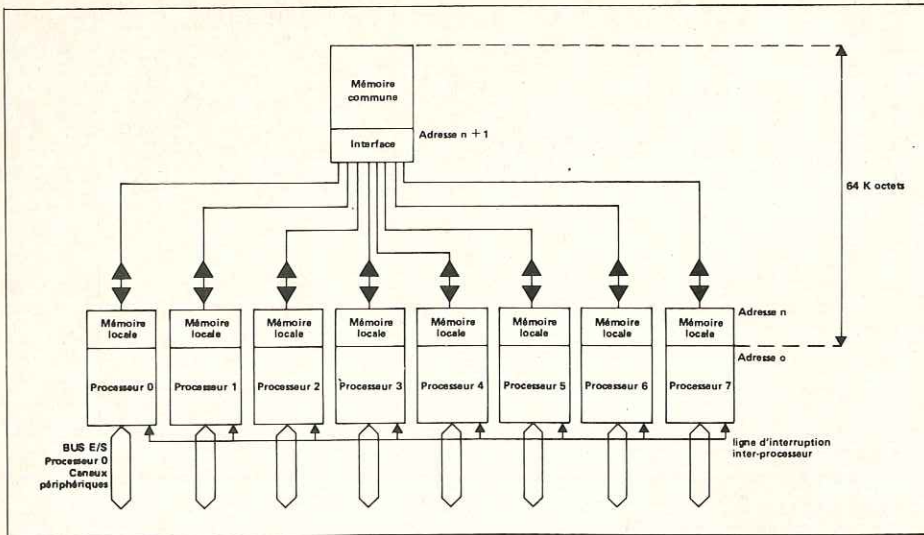 Mémoire
commune
Interface
Adresse n + 1
64 K octets
Mémoire
locale
Mémoire
locale
Mémoire
locale
Mémoire
locale
Mémoire
locale
Mémoire
locale
Mémoire
locale
Mémoire
locale
Adresse n
Adresse o
Processeur 0
Processeur 1
Processeur 2
Processeur 3
Processeur 4
Processeur 5
Processeur 6
Processeur 7
BUS E/S
Processeur 0
Canaux
périphériques
ligne d'interruption
inter-processeur